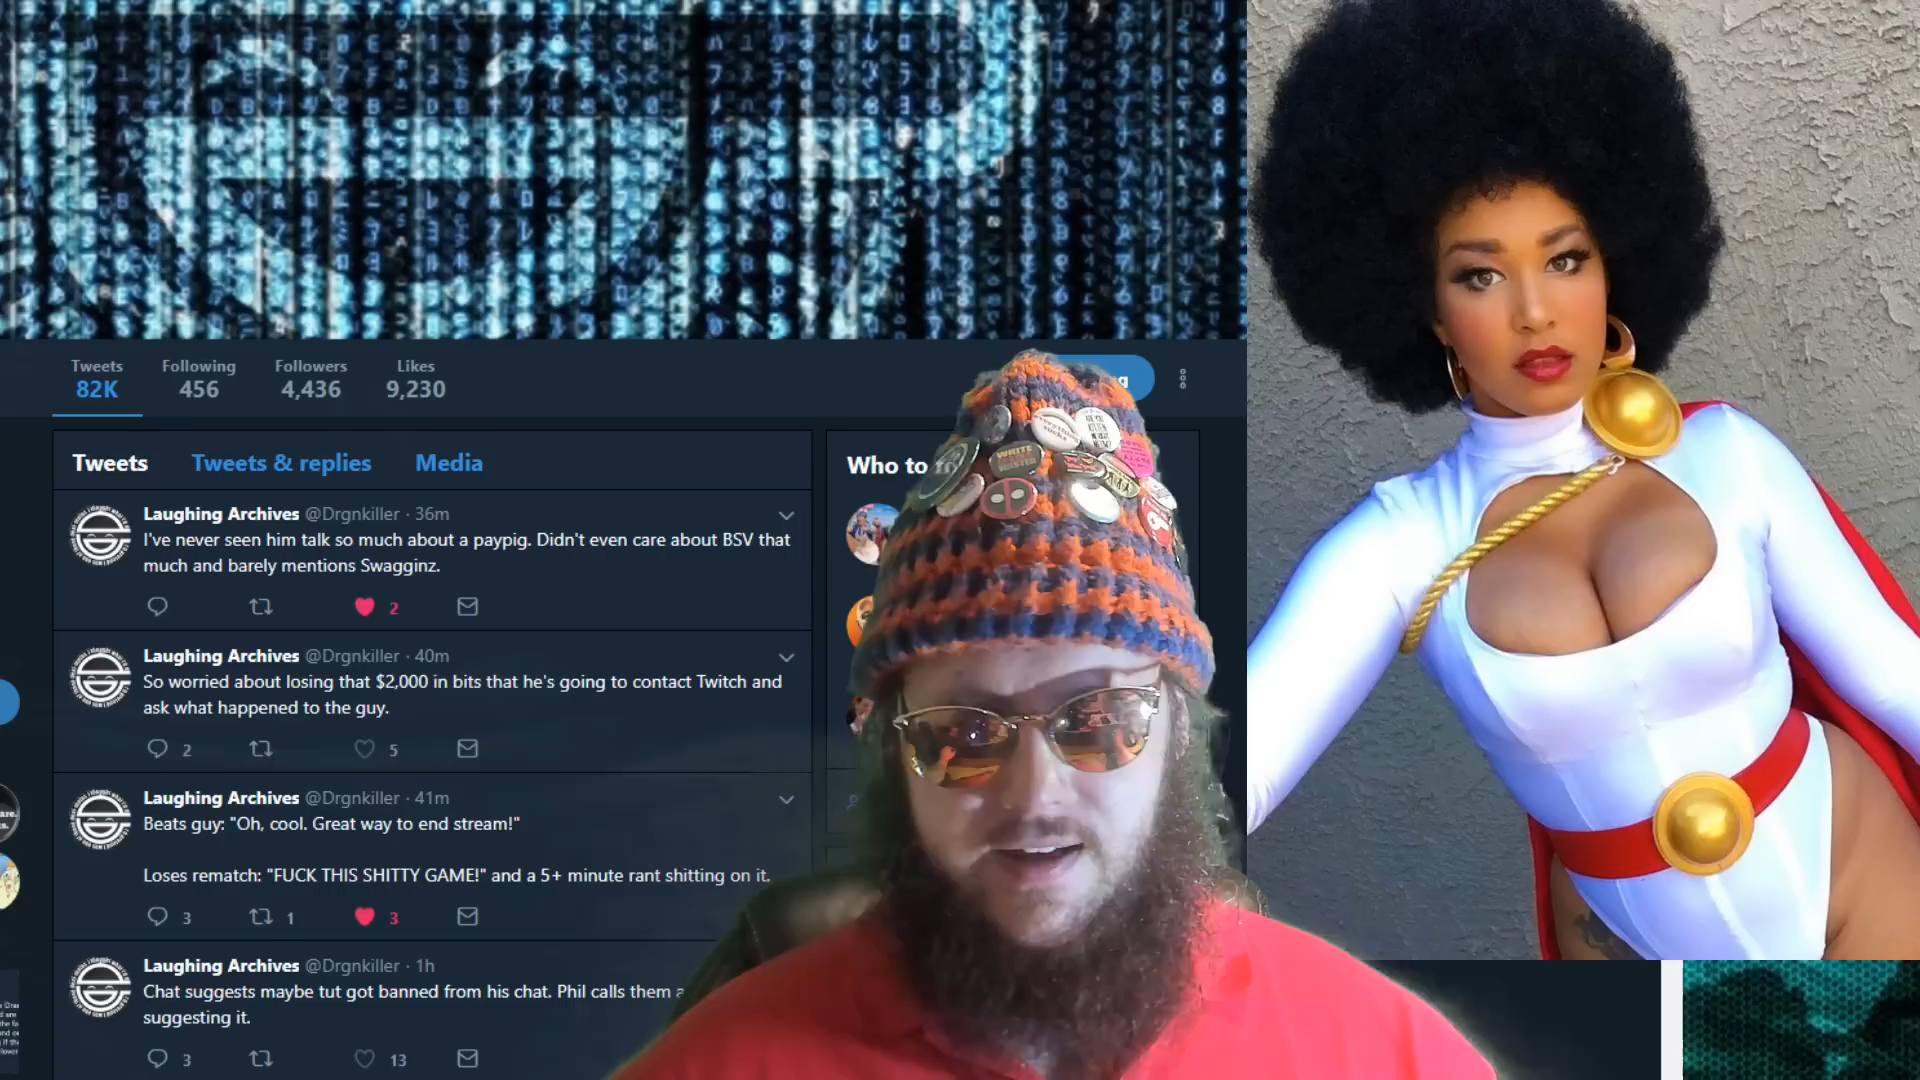 Tweets
82K
Following
456
Followers
4,436
Likes
9,230
g
Tweets
Tweets & replies
Media
Who to
Laughing Archives @Drgnkiller · 36m
I've never seen him talk so much about a paypig. Didn't even care about BSV that
much and barely mentions Swagginz.
2
Laughing Archives @Drgnkiller · 40m
So worried about losing that $2,000 in bits that he's going to contact Twitch and
ask what happened to the guy.
2
5
Laughing Archives @Drgnkiller · 41m
Beats guy: "Oh, cool. Great way to end stream!"
Loses rematch: "FUCK THIS SHITTY GAME!" and a 5+ minute rant shitting on it.
3
1
3
Laughing Archives @Drgnkiller · 1h
Chat suggests maybe tut got banned from his chat. Phil calls them a
suggesting it.
3
13